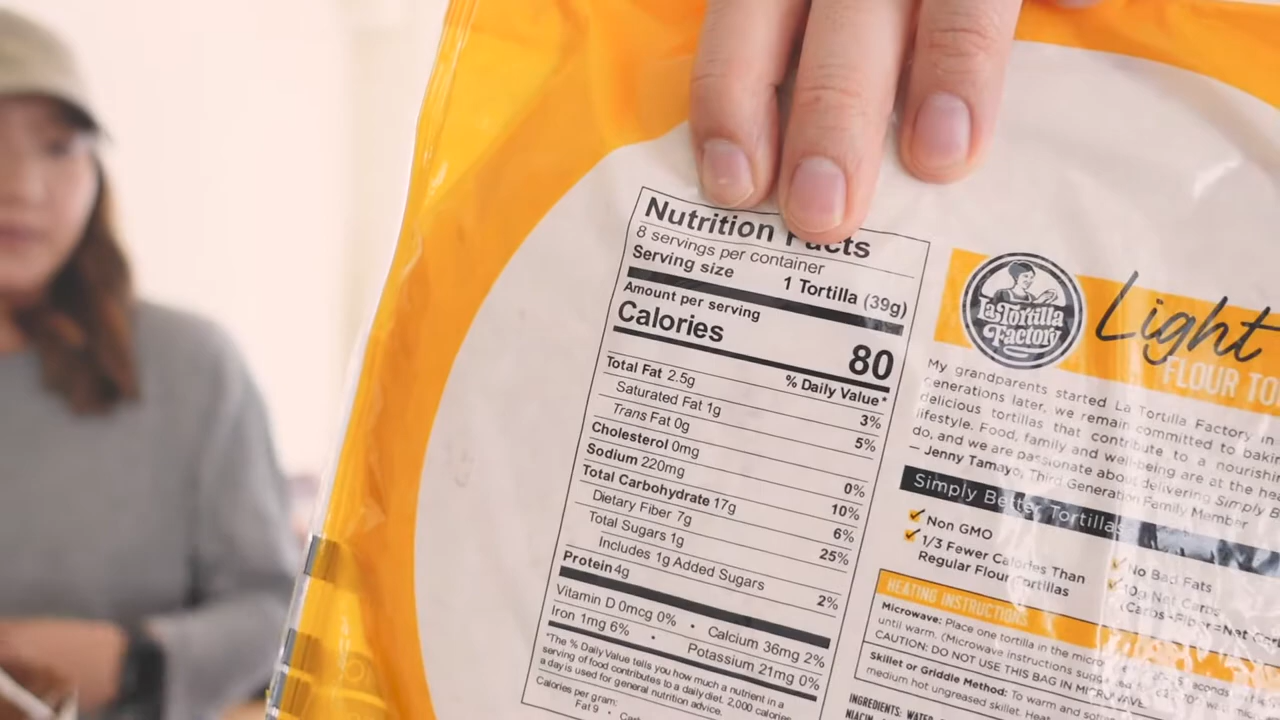 Nutrition Facts
8 servings per container
Serving size 1 Tortilla (39g)
Amount per serving
Calories 80
% Daily Value*
Total Fat 2.5g 3%
Saturated Fat 1g 5%
Trans Fat 0g
Cholesterol 0mg 0%
Sodium 220mg 10%
Total Carbohydrate 17g 6%
Dietary Fiber 7g 25%
Total Sugars 1g
Includes 1g Added Sugars 2%
Protein 4g
Vitamin D 0mcg 0% • Calcium 36mg 2%
Iron 1mg 6% • Potassium 21mg 0%
*The % Daily Value tells you how much a nutrient in a
serving of food contributes to a daily diet. 2,000 calories
a day is used for general nutrition advice.
Calories per gram:
Fat 9 •
La Tortilla
Factory
Light
FLOUR
My grandparents started La Tortilla Factory in
generations later, we remain committed to
delicious tortillas that contribute to a
lifestyle. Food, family and well-being are at the
do, and we are passionate about delivering Simply
— Jenny Tamayo, Third Generation Family Member
Simply Better Tortillas
Non GMO
1/3 Fewer Calories Than
Regular Flour Tortillas
No Bad Fats
10g Net Carbs
HEATING INSTRUCTIONS
Microwave: Place one tortilla in the
until warm. (Microwave instructions
CAUTION: DO NOT USE THIS BAG IN MICROWAVE.
Skillet or Griddle Method: To warm and
medium hot ungreased skillet.
INGREDIENTS: WATER,